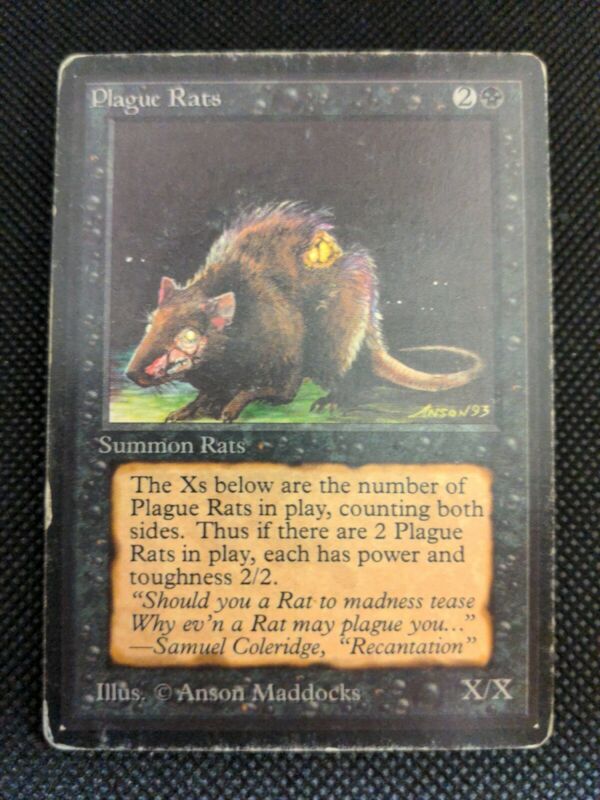 Plague Rats 2
ANSON93
Summon Rats
The Xs below are the number of
Plague Rats in play, counting both
sides. Thus if there are 2 Plague
Rats in play, each has power and
toughness 2/2.
“Should you a Rat to madness tease
Why ev’n a Rat may plague you...”
—Samuel Coleridge, “Recantation”
Illus. © Anson Maddocks X/X